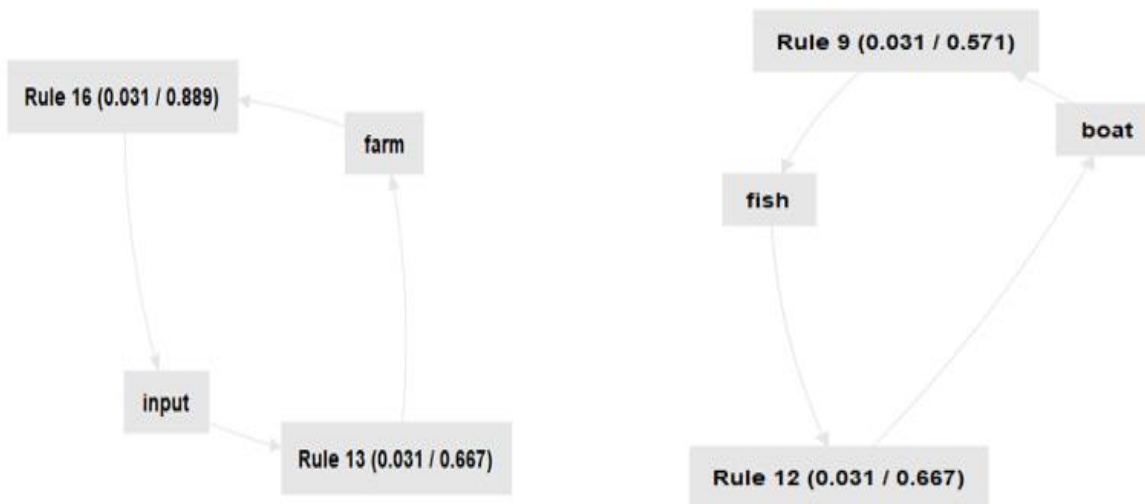 Rule 16 (0.031 / 0.889)
farm
input
Rule 13 (0.031 / 0.667)
Rule 9 (0.031 / 0.571)
boat
fish
Rule 12 (0.031 / 0.667)